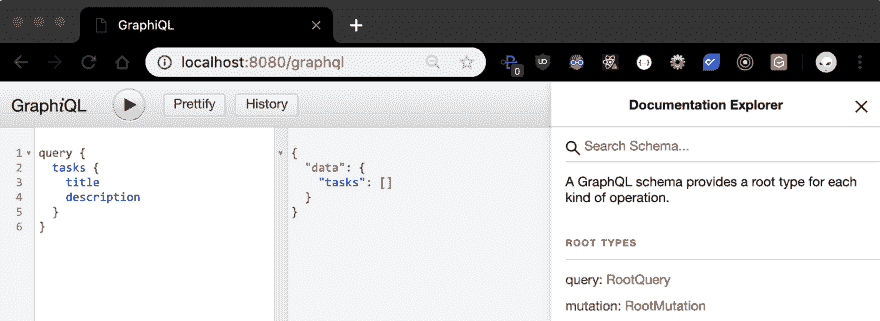 GraphiQL
localhost:8080/graphql
0
GraphiQL
Prettify
History
1 query {
2 tasks {
3 title
4 description
5 }
6 }
{
"data": {
"tasks": []
}
}
Documentation Explorer
Search Schema...
A GraphQL schema provides a root type for each
kind of operation.
ROOT TYPES
query: RootQuery
mutation: RootMutation